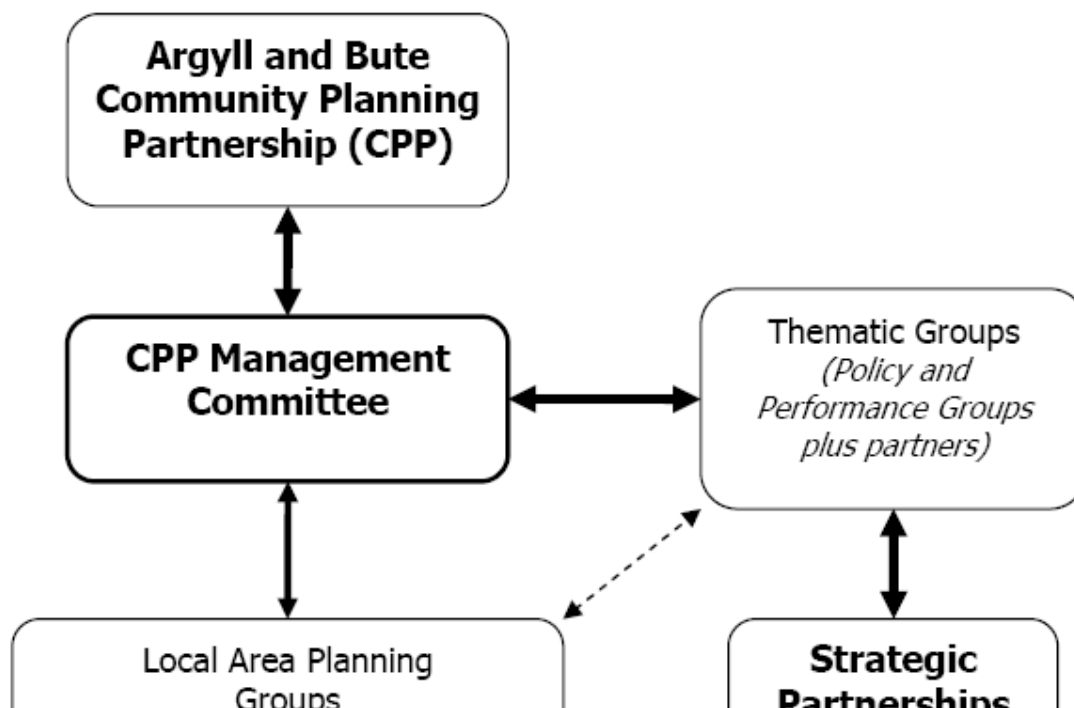 Argyll and Bute
Community Planning
Partnership (CPP)
CPP Management
Committee
Thematic Groups
(Policy and
Performance Groups
plus partners)
Local Area Planning
Groups
Strategic
Partnerships